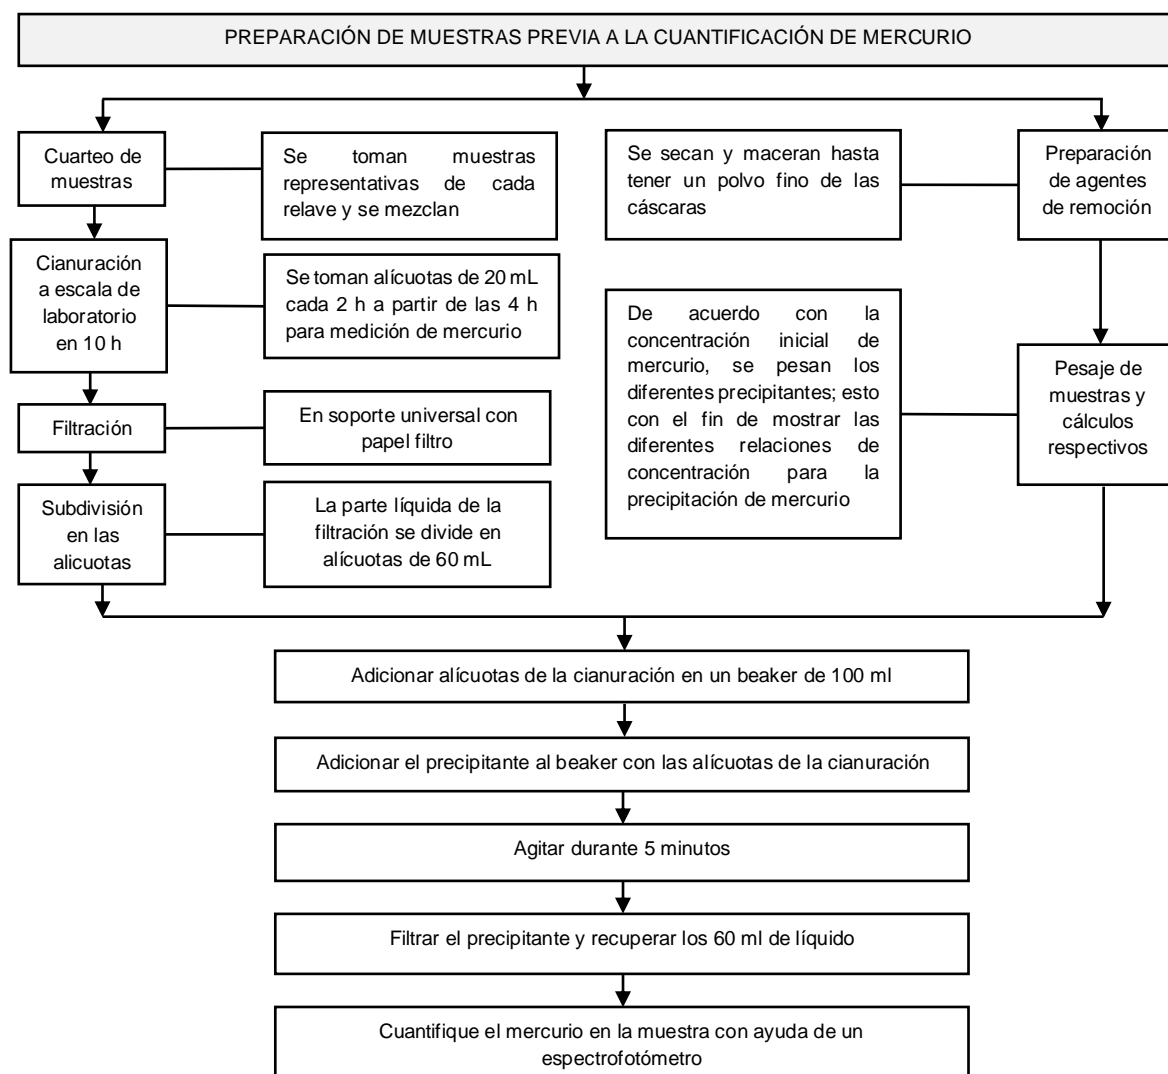 PREPARACIÓN DE MUESTRAS PREVIA A LA CUANTIFICACIÓN DE MERCURIO
Cuarteo de
muestras
Se toman muestras
representativas de cada
relave y se mezclan
Se secan y maceran hasta
tener un polvo fino de las
cáscaras
Preparación
de agentes
de remoción
Cianuración
a escala de
laboratorio
en 10 h
Se toman alícuotas de 20 mL
cada 2 h a partir de las 4 h
para medición de mercurio
De acuerdo con la
concentración inicial de
mercurio, se pesan los
diferentes precipitantes; esto
con el fin de mostrar las
diferentes relaciones de
concentración para la
precipitación de mercurio
Pesaje de
muestras y
cálculos
respectivos
Filtración
En soporte universal con
papel filtro
Subdivisión
en las
alicuotas
La parte líquida de la
filtración se divide en
alícuotas de 60 mL
Adicionar alícuotas de la cianuración en un beaker de 100 ml
Adicionar el precipitante al beaker con las alícuotas de la cianuración
Agitar durante 5 minutos
Filtrar el precipitante y recuperar los 60 ml de líquido
Cuantifique el mercurio en la muestra con ayuda de un
espectrofotómetro